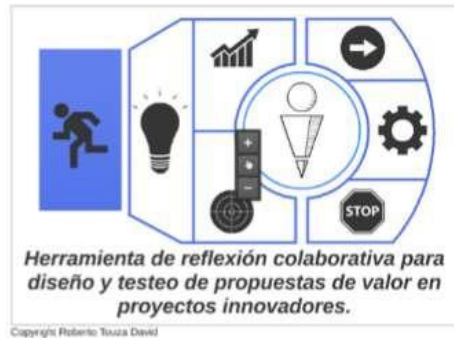 STOP
Herramienta de reflexión colaborativa para
diseño y testeo de propuestas de valor en
proyectos innovadores.
Copyright Roberto Touza David